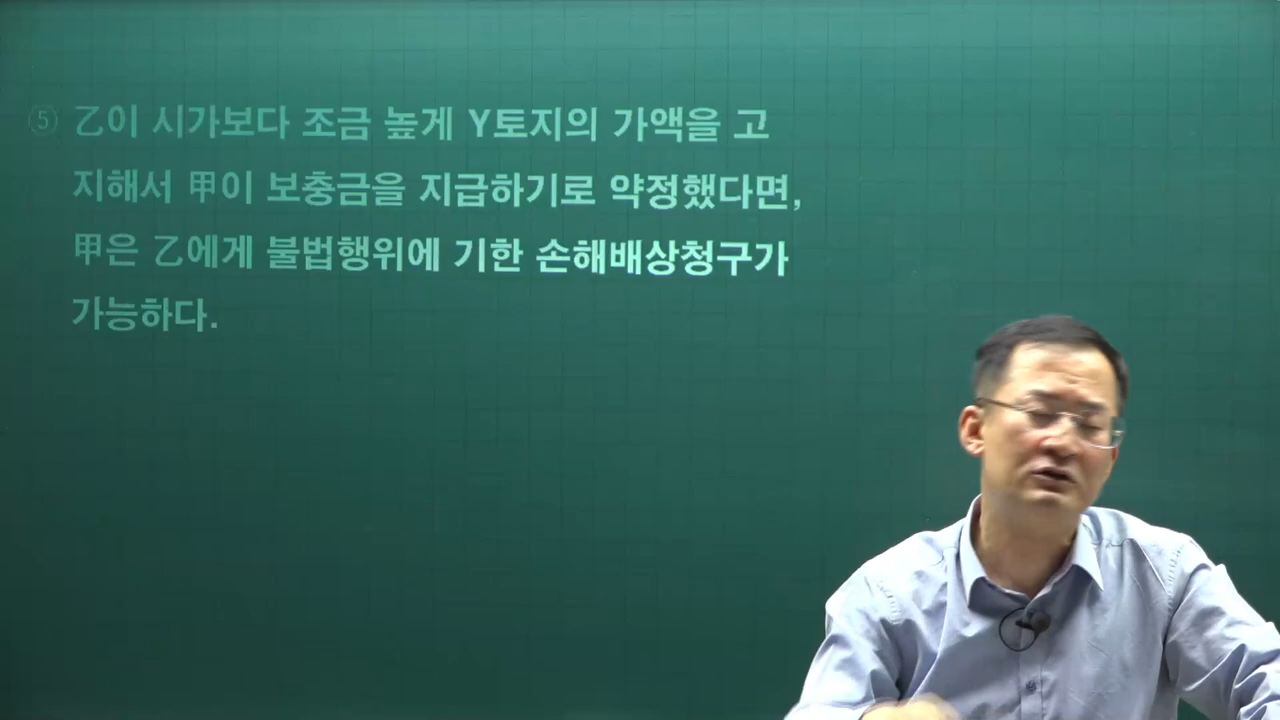 ⑤ 乙이 시가보다 조금 높게 Y토지의 가액을 고
지해서 甲이 보충금을 지급하기로 약정했다면,
甲은 乙에게 불법행위에 기한 손해배상청구가
가능하다.